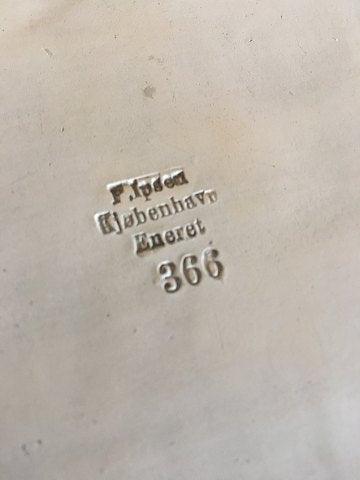 P. Ipsen
Kjøbenhavn
Eneret
366